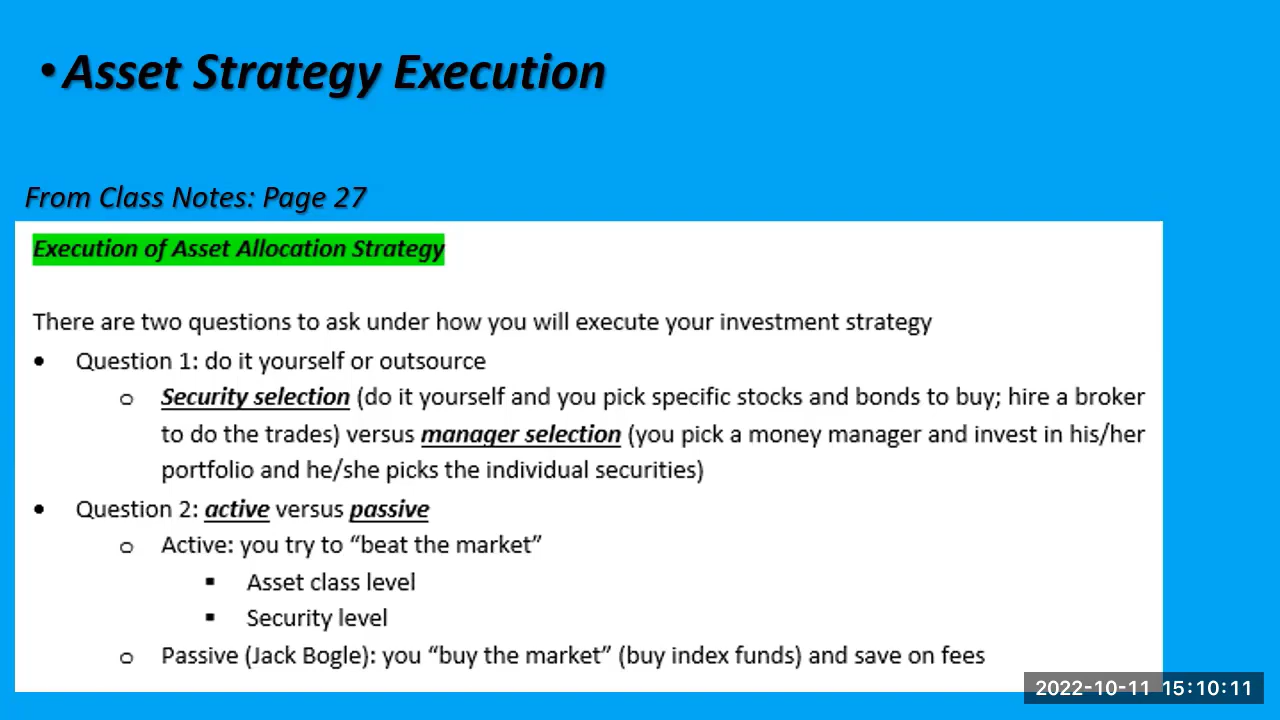 • Asset Strategy Execution
From Class Notes: Page 27
Execution of Asset Allocation Strategy
There are two questions to ask under how you will execute your investment strategy
• Question 1: do it yourself or outsource
o Security selection (do it yourself and you pick specific stocks and bonds to buy; hire a broker
to do the trades) versus manager selection (you pick a money manager and invest in his/her
portfolio and he/she picks the individual securities)
• Question 2: active versus passive
o Active: you try to “beat the market”
▪ Asset class level
▪ Security level
o Passive (Jack Bogle): you “buy the market” (buy index funds) and save on fees
2022-10-11 15:10:11